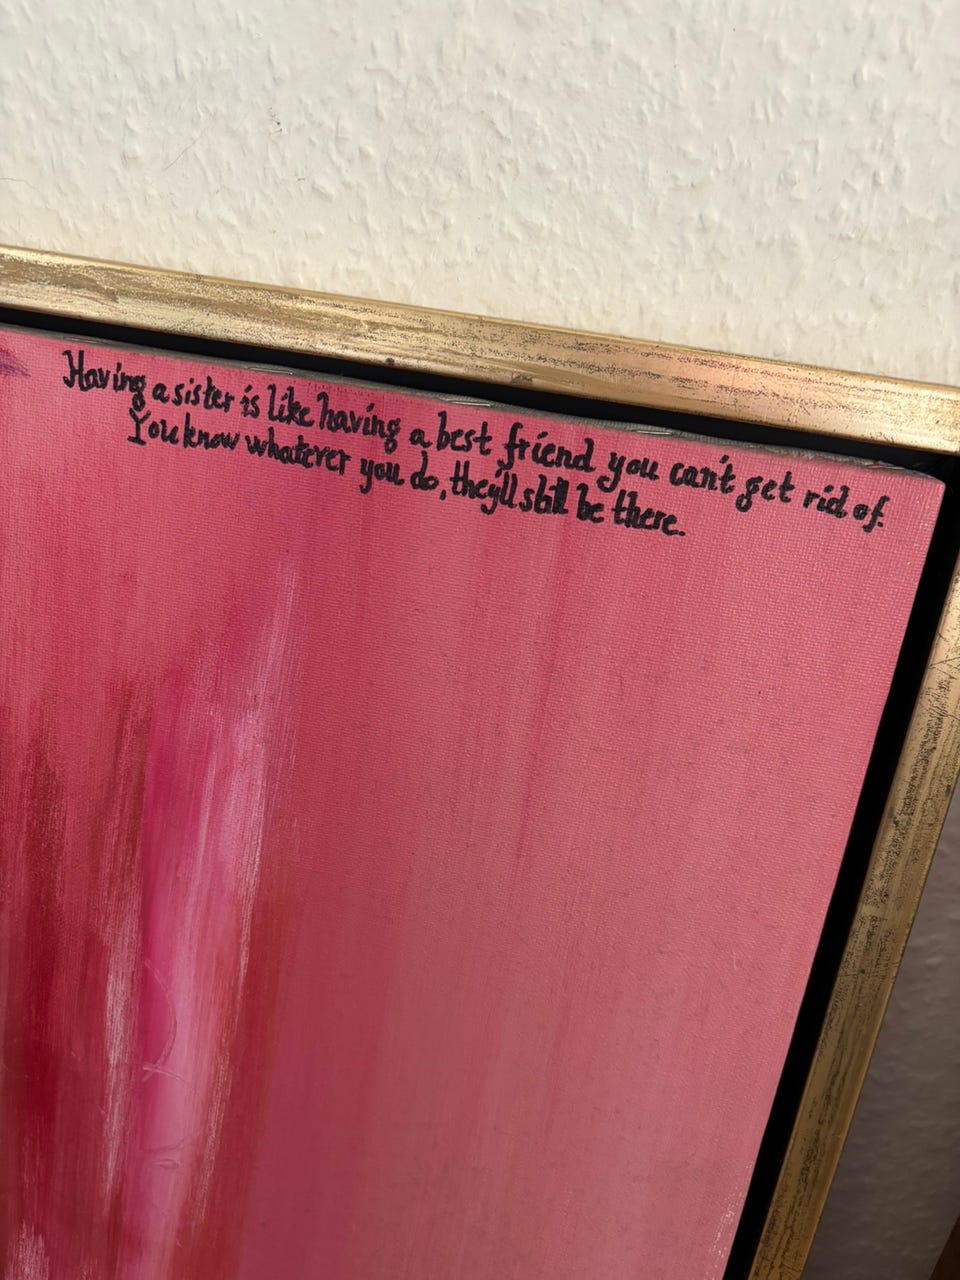 Having a sister is like having a best friend you can't get rid of.
You know whatever you do, they'll still be there.